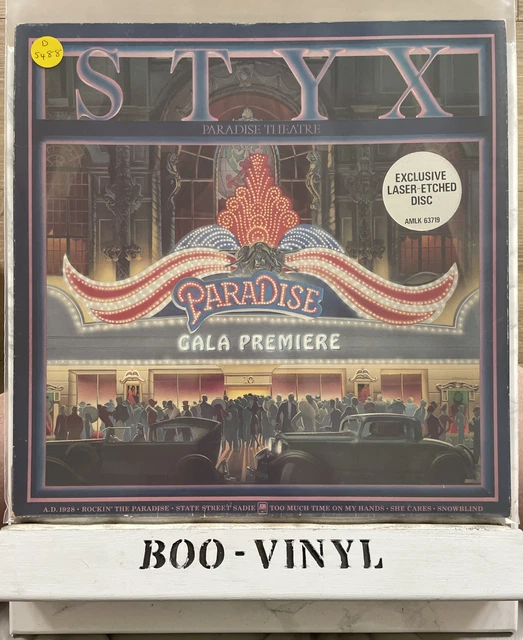 D
5488
STYX
PARADISE THEATRE
EXCLUSIVE
LASER-ETCHED
DISC
AMLK 63719
PARADISE
GALA PREMIERE
A.D. 1928 • ROCKIN' THE PARADISE • STATE STREET SADIE A&M TOO MUCH TIME ON MY HANDS • SHE CARES • SNOWBLIND
BOO-VINYL